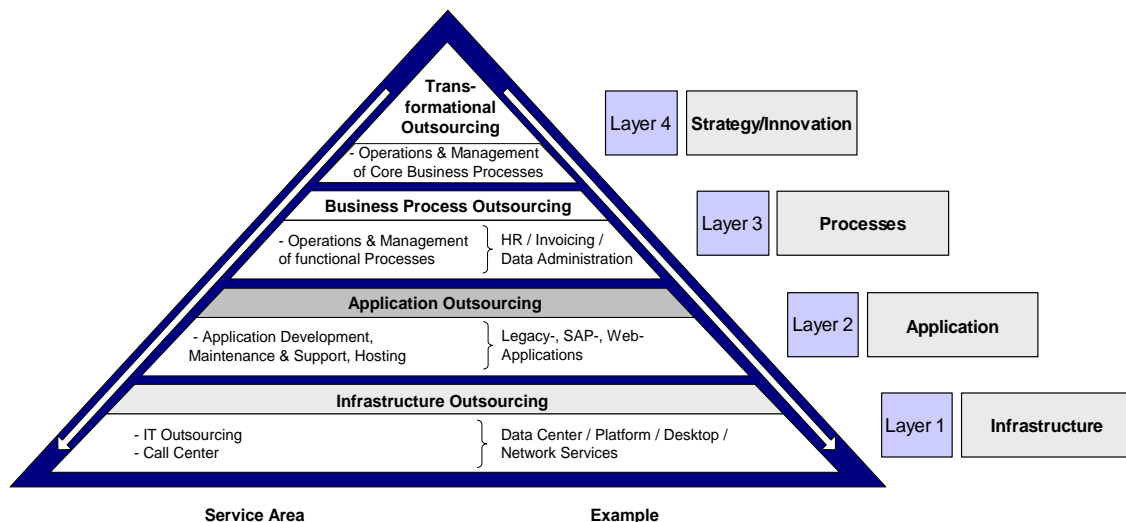 Trans-
formational
Outsourcing
- Operations & Management
of Core Business Processes
Layer 4
Strategy/Innovation
Business Process Outsourcing
- Operations & Management
of functional Processes
HR / Invoicing /
Data Administration
Layer 3
Processes
Application Outsourcing
- Application Development,
Maintenance & Support, Hosting
Legacy-, SAP-, Web-
Applications
Layer 2
Application
Infrastructure Outsourcing
- IT Outsourcing
- Call Center
Data Center / Platform / Desktop /
Network Services
Layer 1
Infrastructure
Service Area
Example